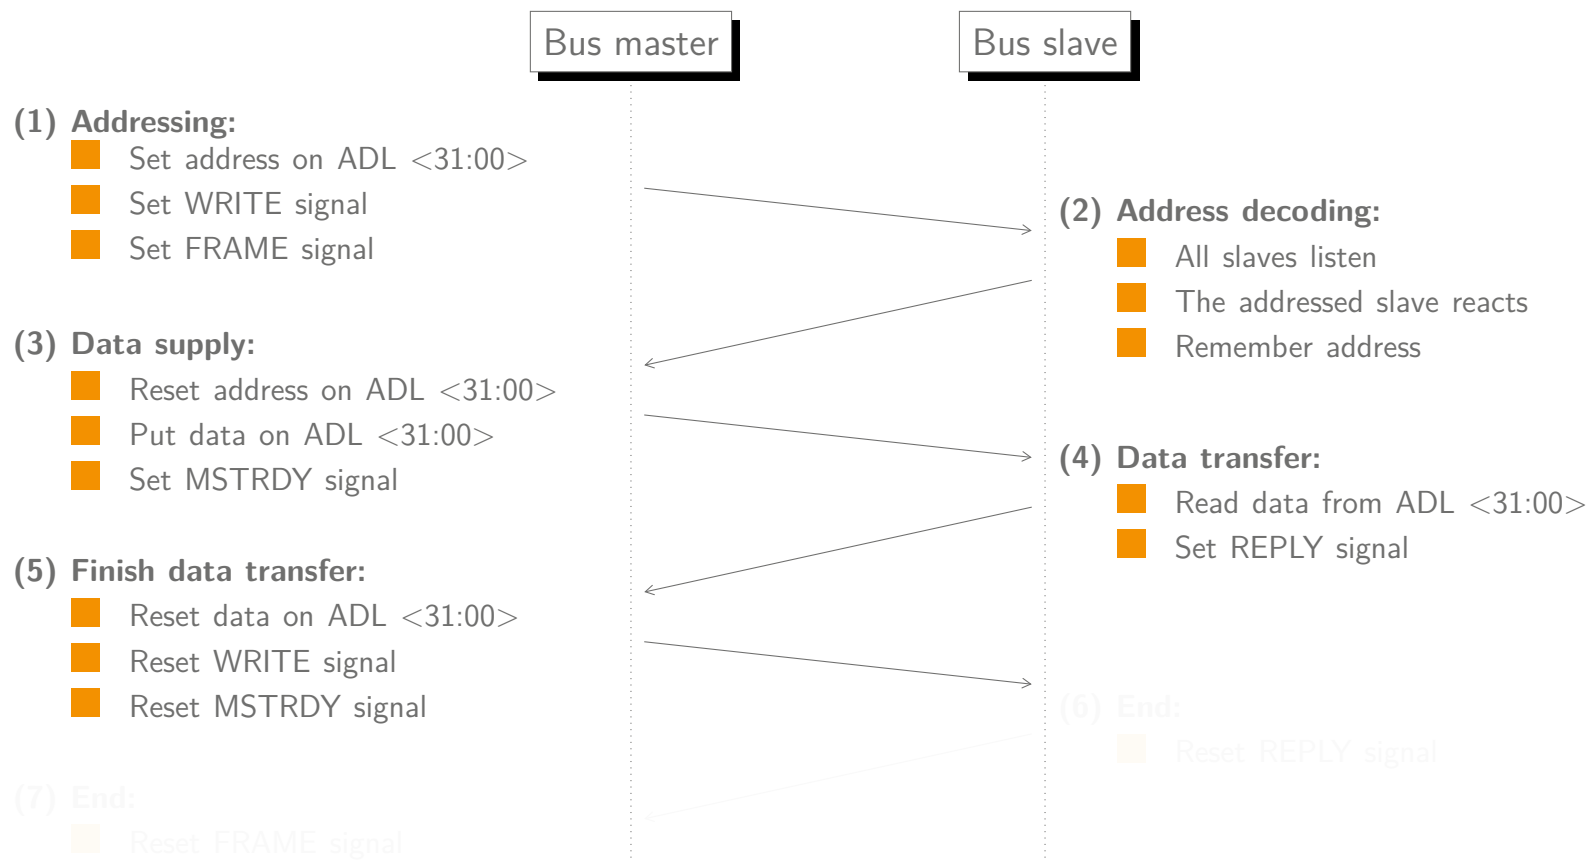 Bus master
Bus slave
(1) Addressing:
Set address on ADL <31:00>
Set WRITE signal
Set FRAME signal
(2) Address decoding:
All slaves listen
The addressed slave reacts
Remember address
(3) Data supply:
Reset address on ADL <31:00>
Put data on ADL <31:00>
Set MSTRDY signal
(4) Data transfer:
Read data from ADL <31:00>
Set REPLY signal
(5) Finish data transfer:
Reset data on ADL <31:00>
Reset WRITE signal
Reset MSTRDY signal
(6) End:
Reset REPLY signal
(7) End:
Reset FRAME signal